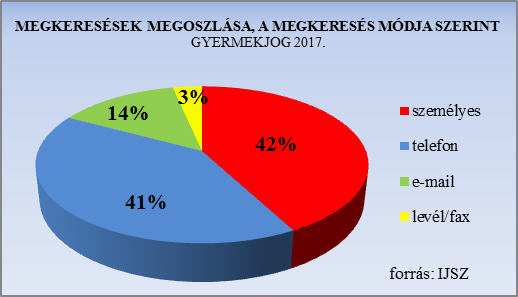 MEGKERESÉSEK MEGOSZLÁSA, A MEGKERESÉS MÓDJA SZERINT
GYERMEKJOG 2017.
3%
14%
42%
41%
személyes
telefon
e-mail
levél/fax
forrás: IJSZ